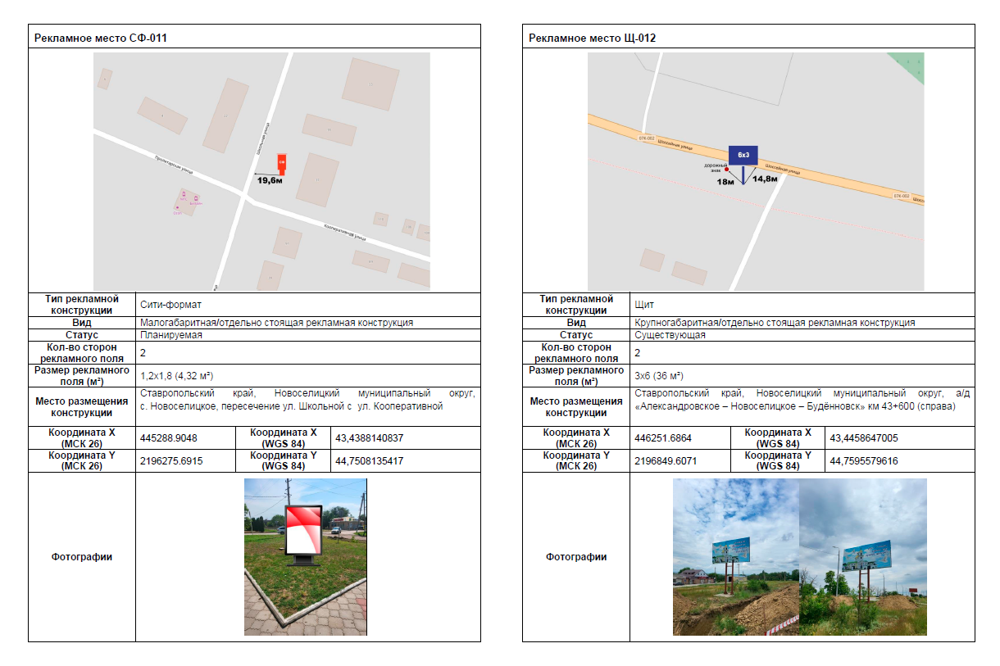 Рекламное место СФ-011
Школьная улица
Пролетарская улица
СФ
19,6м
Кооперативная улица
Тип рекламной
конструкции
Сити-формат
Вид
Малогабаритная/отдельно стоящая рекламная конструкция
Статус
Планируемая
Кол-во сторон
рекламного поля
2
Размер рекламного
поля (м²)
1,2х1,8 (4,32 м²)
Место размещения
конструкции
Ставропольский край, Новоселицкий муниципальный округ,
с. Новоселицкое, пересечение ул. Школьной с ул. Кооперативной
Координата X
(МСК 26)
445288.9048
Координата X
(WGS 84)
43,4388140837
Координата Y
(МСК 26)
2196275.6915
Координата Y
(WGS 84)
44,7508135417
Фотографии
Рекламное место Щ-012
07К-002
Шоссейная улица
6х3
дорожный
знак
18м
14,8м
Шоссейная улица
07К-002
Шосс
Тип рекламной
конструкции
Щит
Вид
Крупногабаритная/отдельно стоящая рекламная конструкция
Статус
Существующая
Кол-во сторон
рекламного поля
2
Размер рекламного
поля (м²)
3х6 (36 м²)
Место размещения
конструкции
Ставропольский край, Новоселицкий муниципальный округ, а/д
«Александровское – Новоселицкое – Будённовск» км 43+600 (справа)
Координата X
(МСК 26)
446251.6864
Координата X
(WGS 84)
43,4458647005
Координата Y
(МСК 26)
2196849.6071
Координата Y
(WGS 84)
44,7595579616
Фотографии